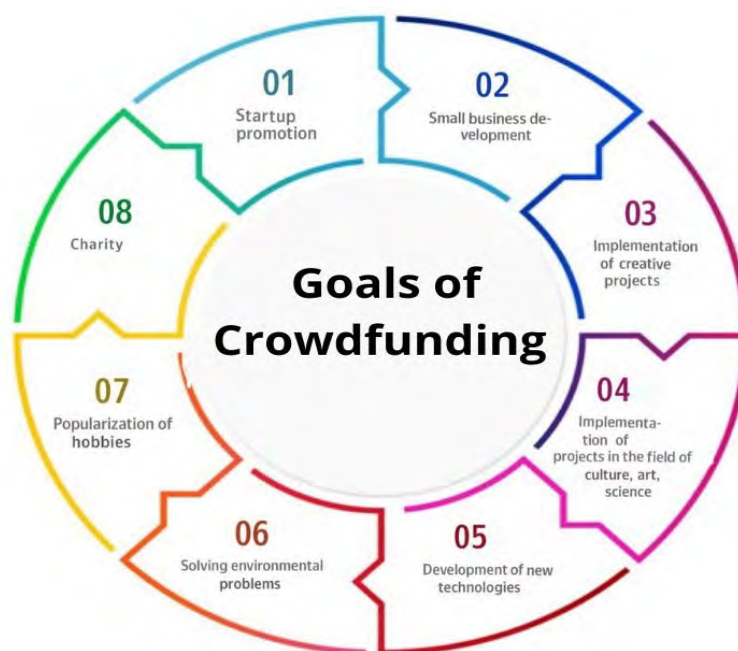 Goals of
Crowdfunding
01
Startup
promotion
02
Small business de-
velopment
03
Implementation
of creative
projects
04
Implementa-
tion of
projects in the field of
culture, art,
science
05
Development of new
technologies
06
Solving environmental
problems
07
Popularization of
hobbies
08
Charity